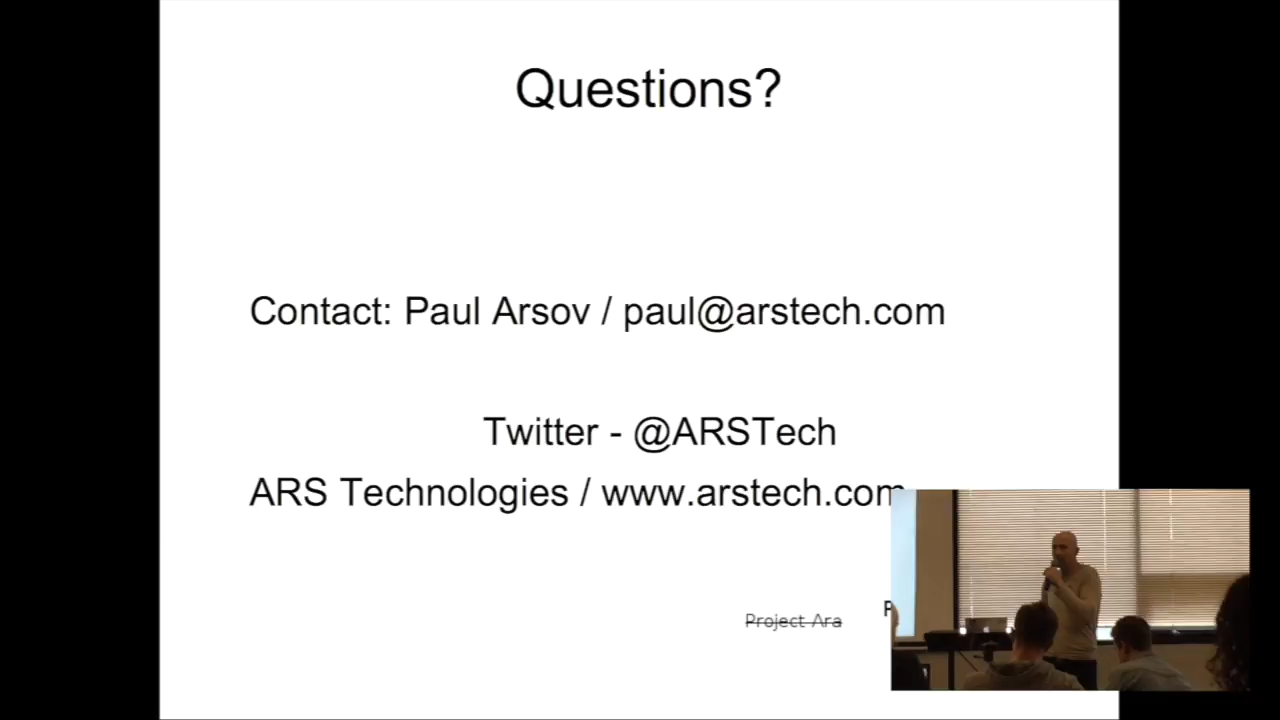 Questions?
Contact: Paul Arsov / paul@arstech.com
Twitter - @ARSTech
ARS Technologies / www.arstech.com
Project Ara